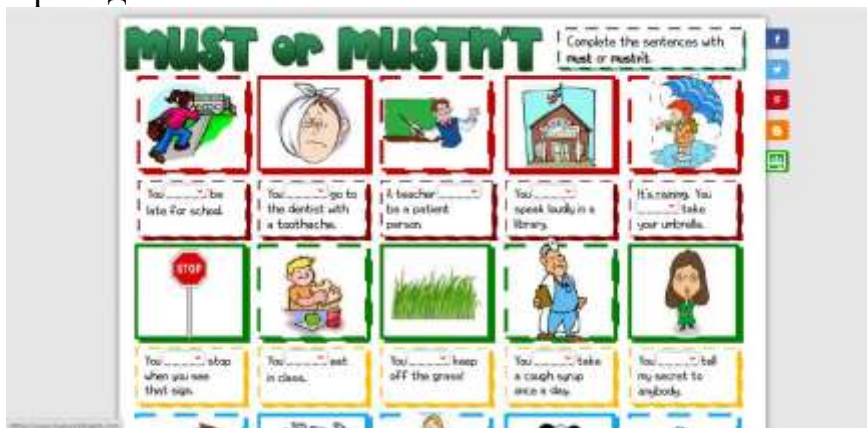 MUST or MUSTN'T
Complete the sentences with
must or mustn't.
You be
late for school.
You go to
the dentist with
a toothache.
A teacher
be a patient
person.
You
speak loudly in a
library.
It's raining. You
take
your umbrella.
STOP
You stop
when you see
that sign.
You eat
in class.
You keep
off the grass!
You take
a cough syrup
once a day.
You tell
my secret to
anybody.